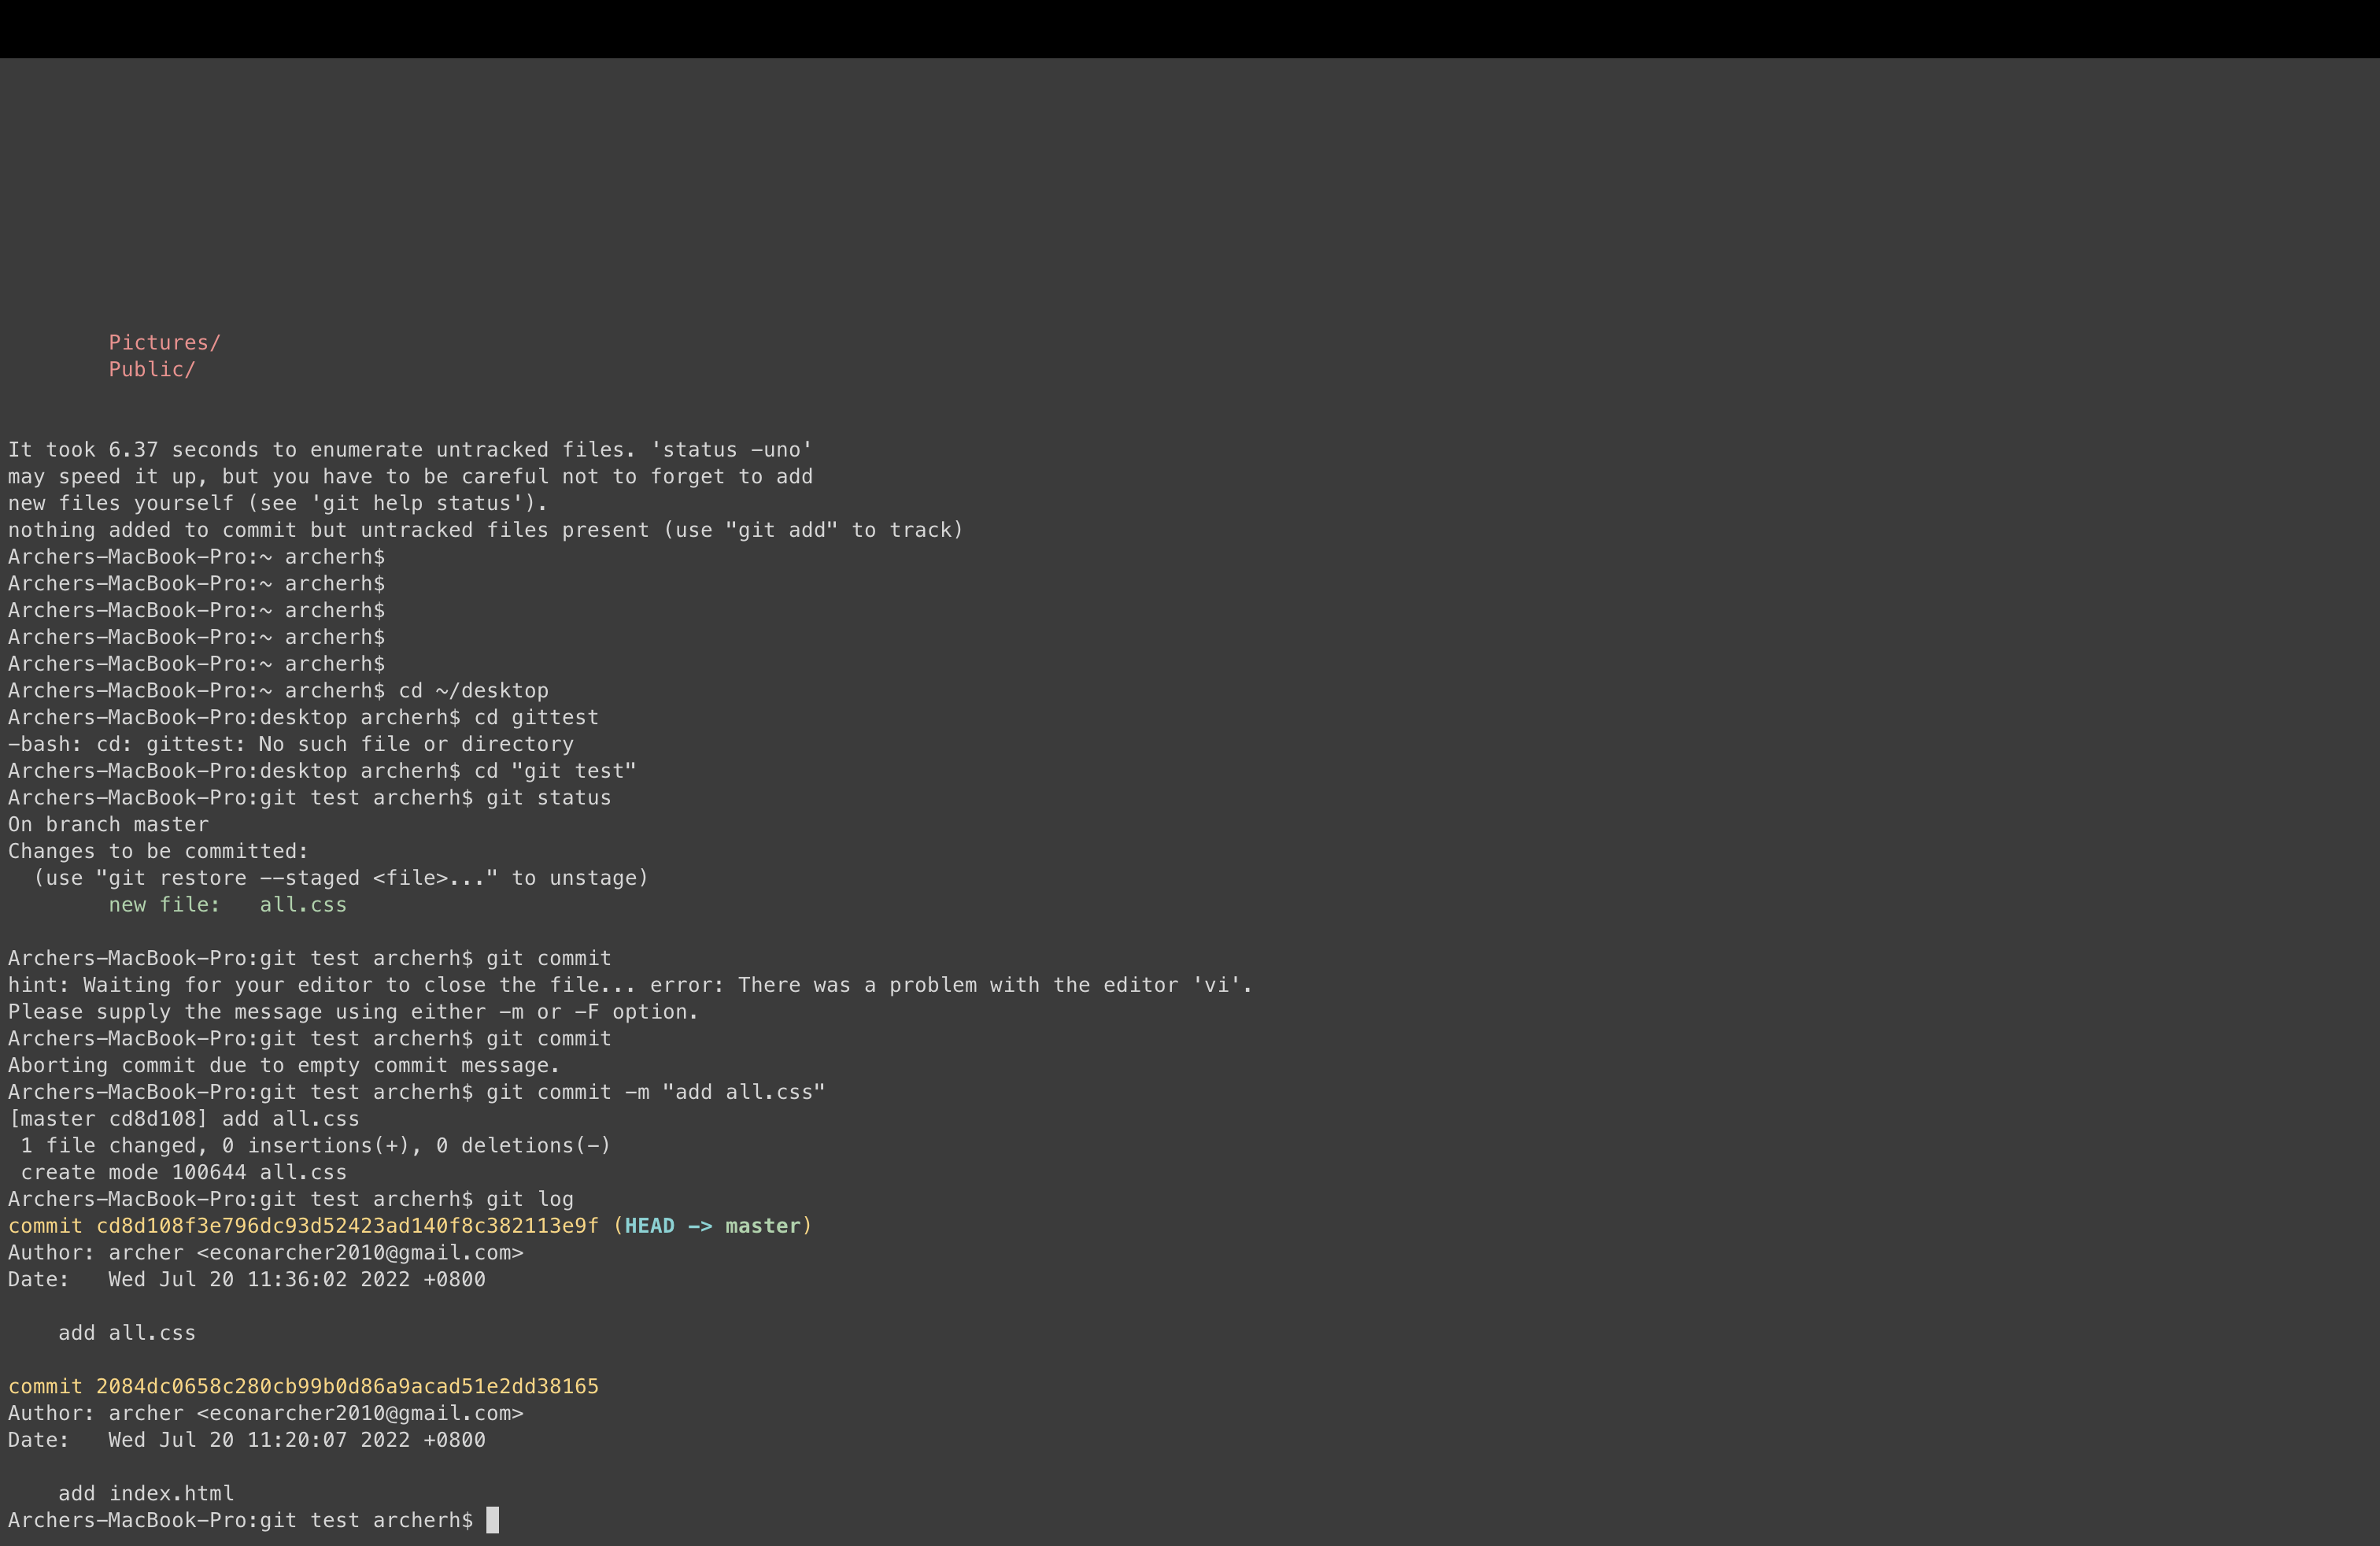 Pictures/
Public/
It took 6.37 seconds to enumerate untracked files. 'status -uno'
may speed it up, but you have to be careful not to forget to add
new files yourself (see 'git help status').
nothing added to commit but untracked files present (use "git add" to track)
Archers-MacBook-Pro:~ archerh$
Archers-MacBook-Pro:~ archerh$
Archers-MacBook-Pro:~ archerh$
Archers-MacBook-Pro:~ archerh$
Archers-MacBook-Pro:~ archerh$
Archers-MacBook-Pro:~ archerh$ cd ~/desktop
Archers-MacBook-Pro:desktop archerh$ cd gittest
-bash: cd: gittest: No such file or directory
Archers-MacBook-Pro:desktop archerh$ cd "git test"
Archers-MacBook-Pro:git test archerh$ git status
On branch master
Changes to be committed:
  (use "git restore --staged <file>..." to unstage)
        new file:   all.css
Archers-MacBook-Pro:git test archerh$ git commit
hint: Waiting for your editor to close the file... error: There was a problem with the editor 'vi'.
Please supply the message using either -m or -F option.
Archers-MacBook-Pro:git test archerh$ git commit
Aborting commit due to empty commit message.
Archers-MacBook-Pro:git test archerh$ git commit -m "add all.css"
[master cd8d108] add all.css
 1 file changed, 0 insertions(+), 0 deletions(-)
 create mode 100644 all.css
Archers-MacBook-Pro:git test archerh$ git log
commit cd8d108f3e796dc93d52423ad140f8c382113e9f (HEAD -> master)
Author: archer <econarcher2010@gmail.com>
Date:   Wed Jul 20 11:36:02 2022 +0800
    add all.css
commit 2084dc0658c280cb99b0d86a9acad51e2dd38165
Author: archer <econarcher2010@gmail.com>
Date:   Wed Jul 20 11:20:07 2022 +0800
    add index.html
Archers-MacBook-Pro:git test archerh$